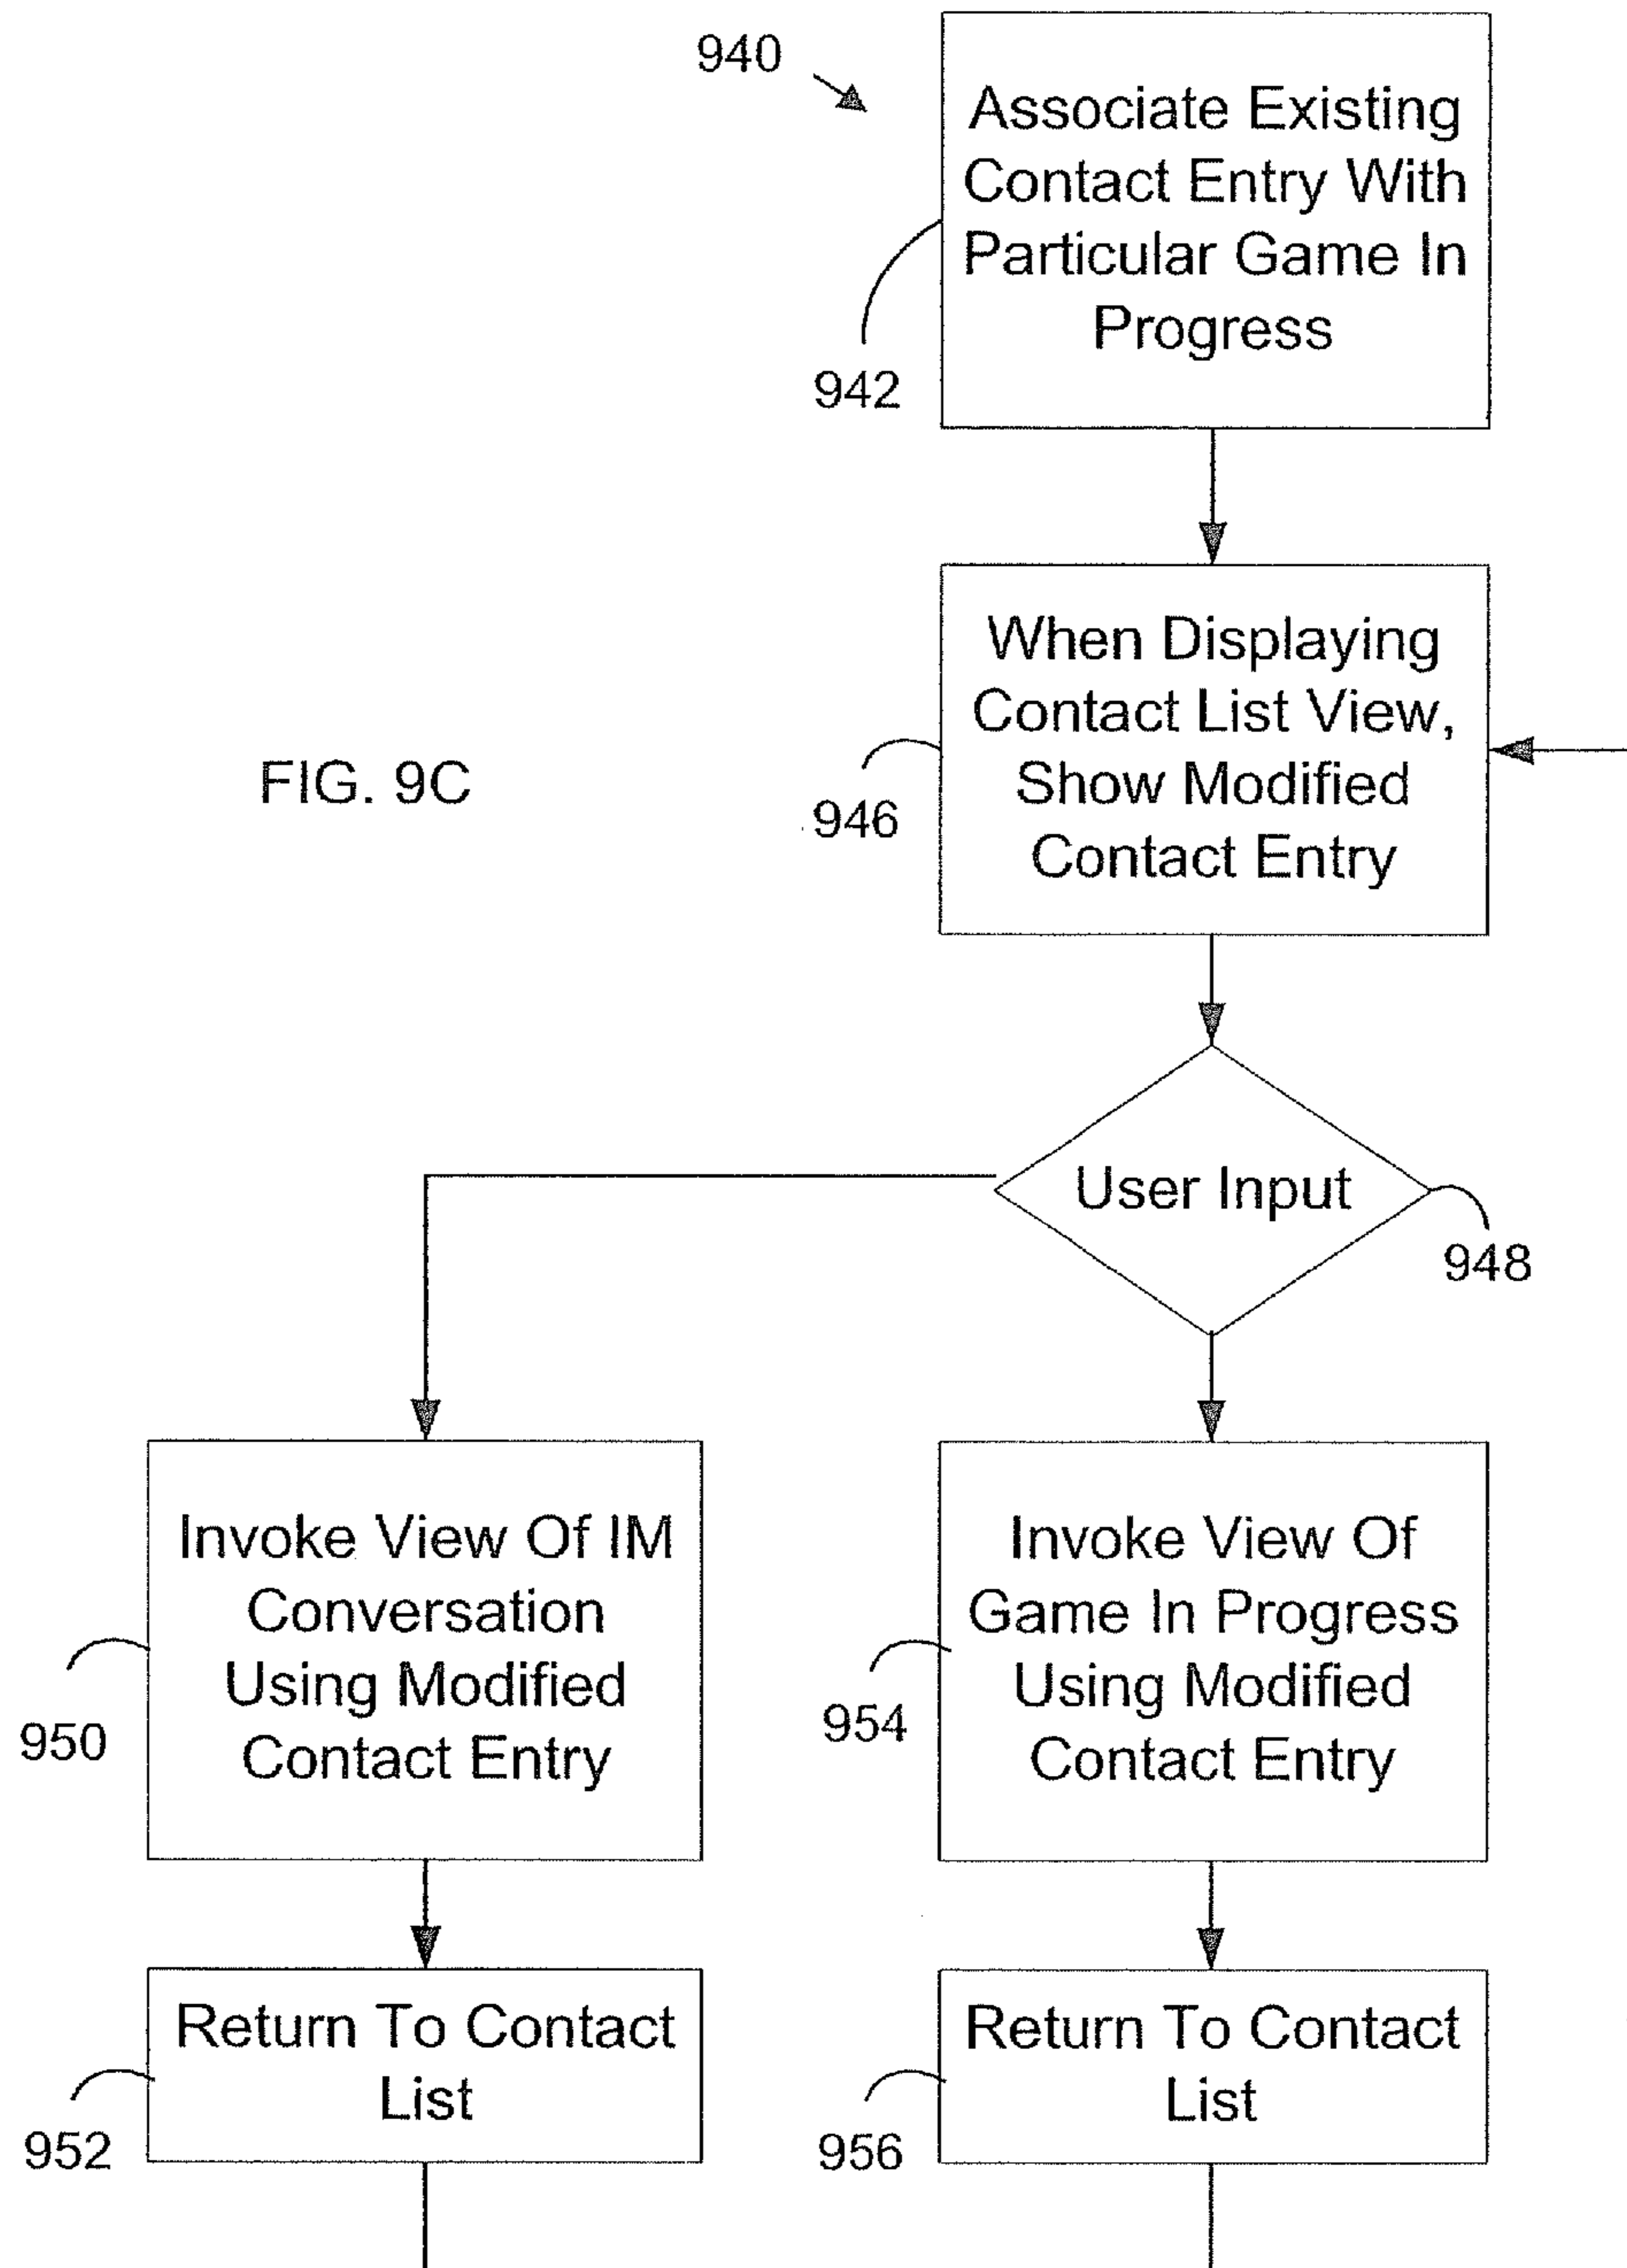 940
Associate Existing
Contact Entry With
Particular Game In
Progress
942
When Displaying
Contact List View,
Show Modified
Contact Entry
FIG. 9C
946
User Input
948
Invoke View Of IM
Conversation
Using Modified
Contact Entry
950
Invoke View Of
Game In Progress
Using Modified
Contact Entry
954
Return To Contact
List
952
Return To Contact
List
956